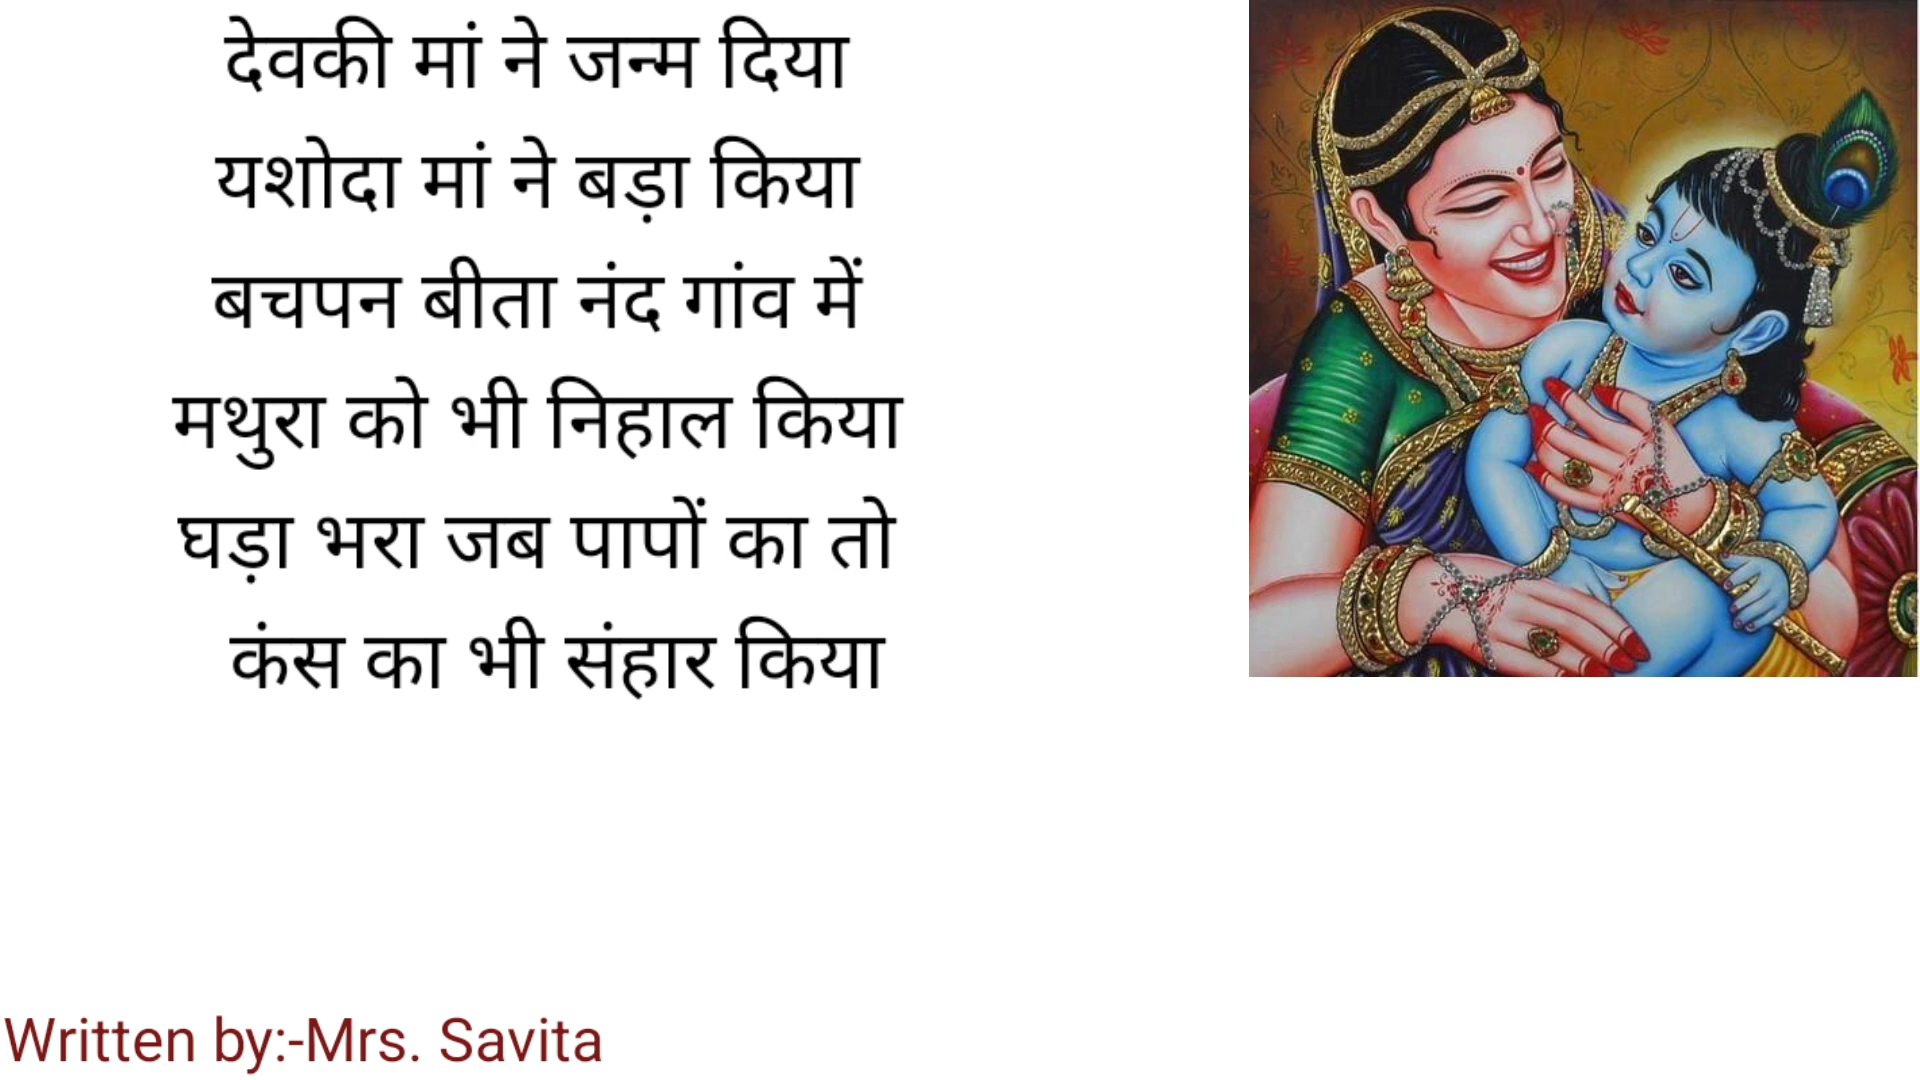 देवकी मां ने जन्म दिया
यशोदा मां ने बड़ा किया
बचपन बीता नंद गांव में
मथुरा को भी निहाल किया
घड़ा भरा जब पापों का तो
कंस का भी संहार किया
Written by:-Mrs. Savita